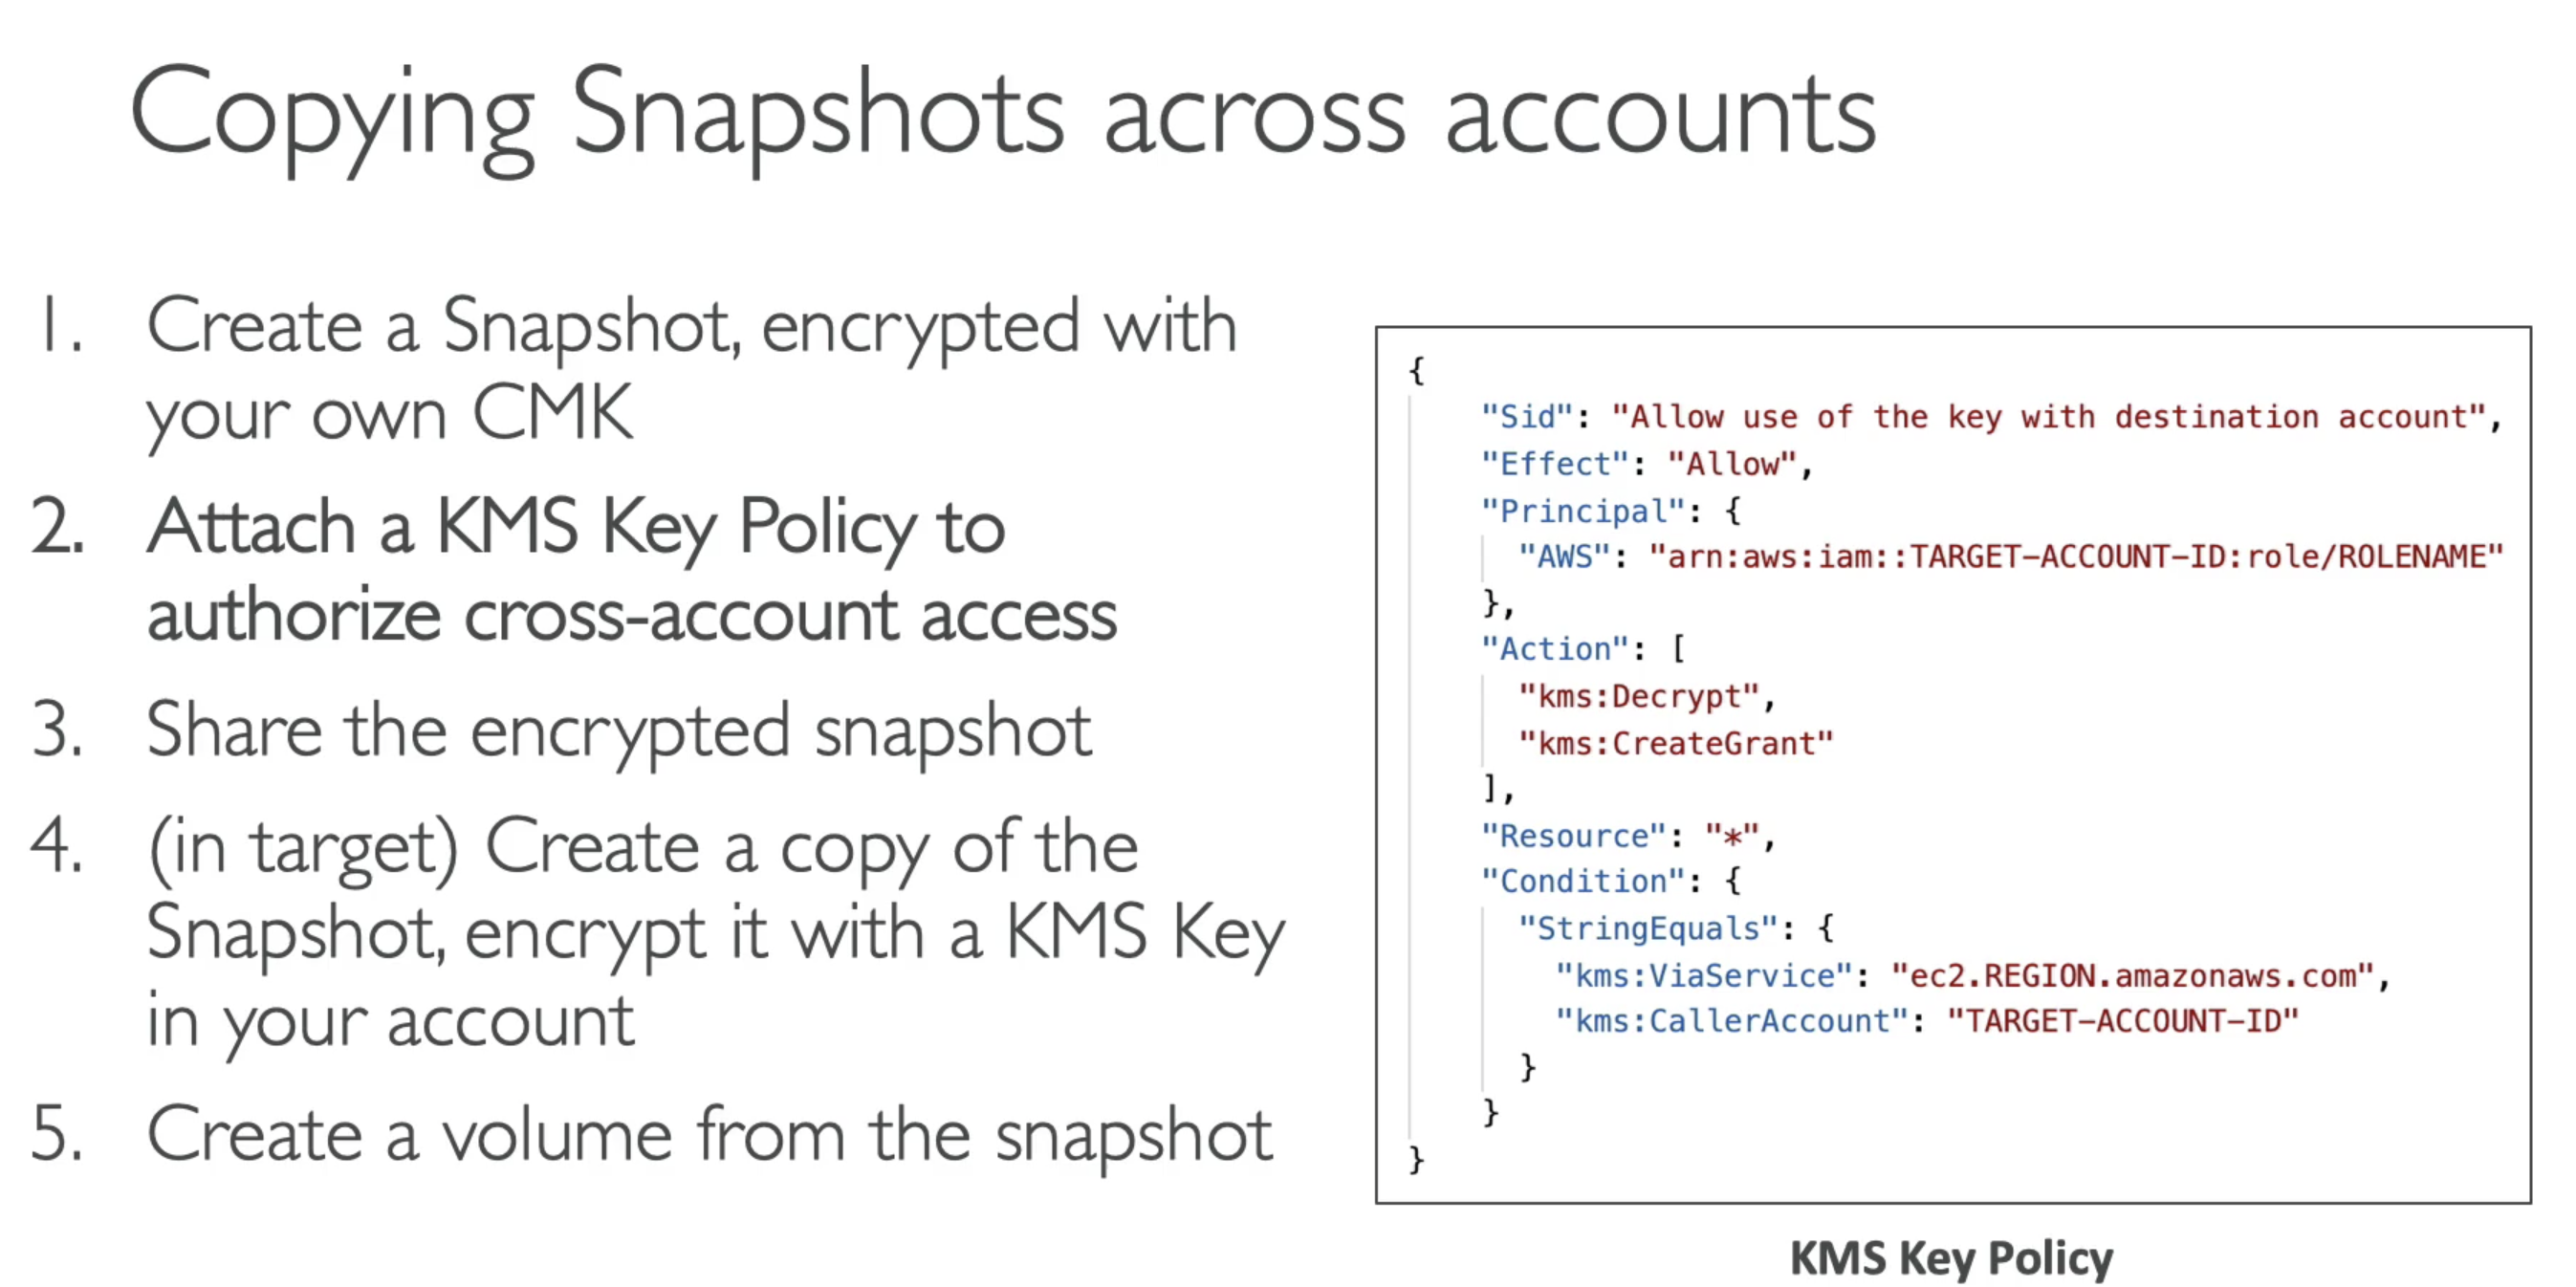 Copying Snapshots across accounts
1. Create a Snapshot, encrypted with
your own CMK
2. Attach a KMS Key Policy to
authorize cross-account access
3. Share the encrypted snapshot
4. (in target) Create a copy of the
Snapshot, encrypt it with a KMS Key
in your account
5. Create a volume from the snapshot
{
"Sid": "Allow use of the key with destination account",
"Effect": "Allow",
"Principal": {
"AWS": "arn:aws:iam::TARGET-ACCOUNT-ID:role/ROLENAME"
},
"Action": [
"kms:Decrypt",
"kms:CreateGrant"
],
"Resource": "*",
"Condition": {
"StringEquals": {
"kms:ViaService": "ec2.REGION.amazonaws.com",
"kms:CallerAccount": "TARGET-ACCOUNT-ID"
}
}
}
KMS Key Policy